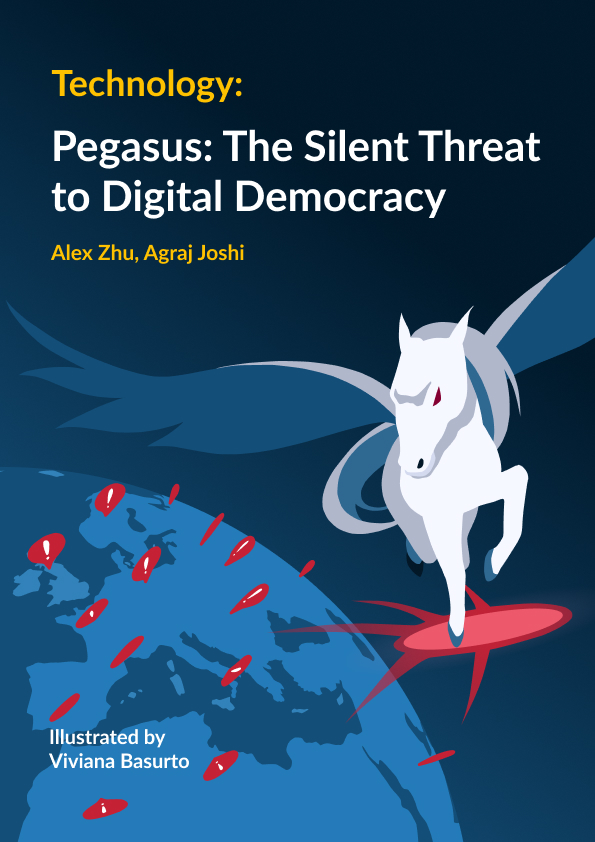 Technology:
Pegasus: The Silent Threat
to Digital Democracy
Alex Zhu, Agraj Joshi
Illustrated by
Viviana Basurto